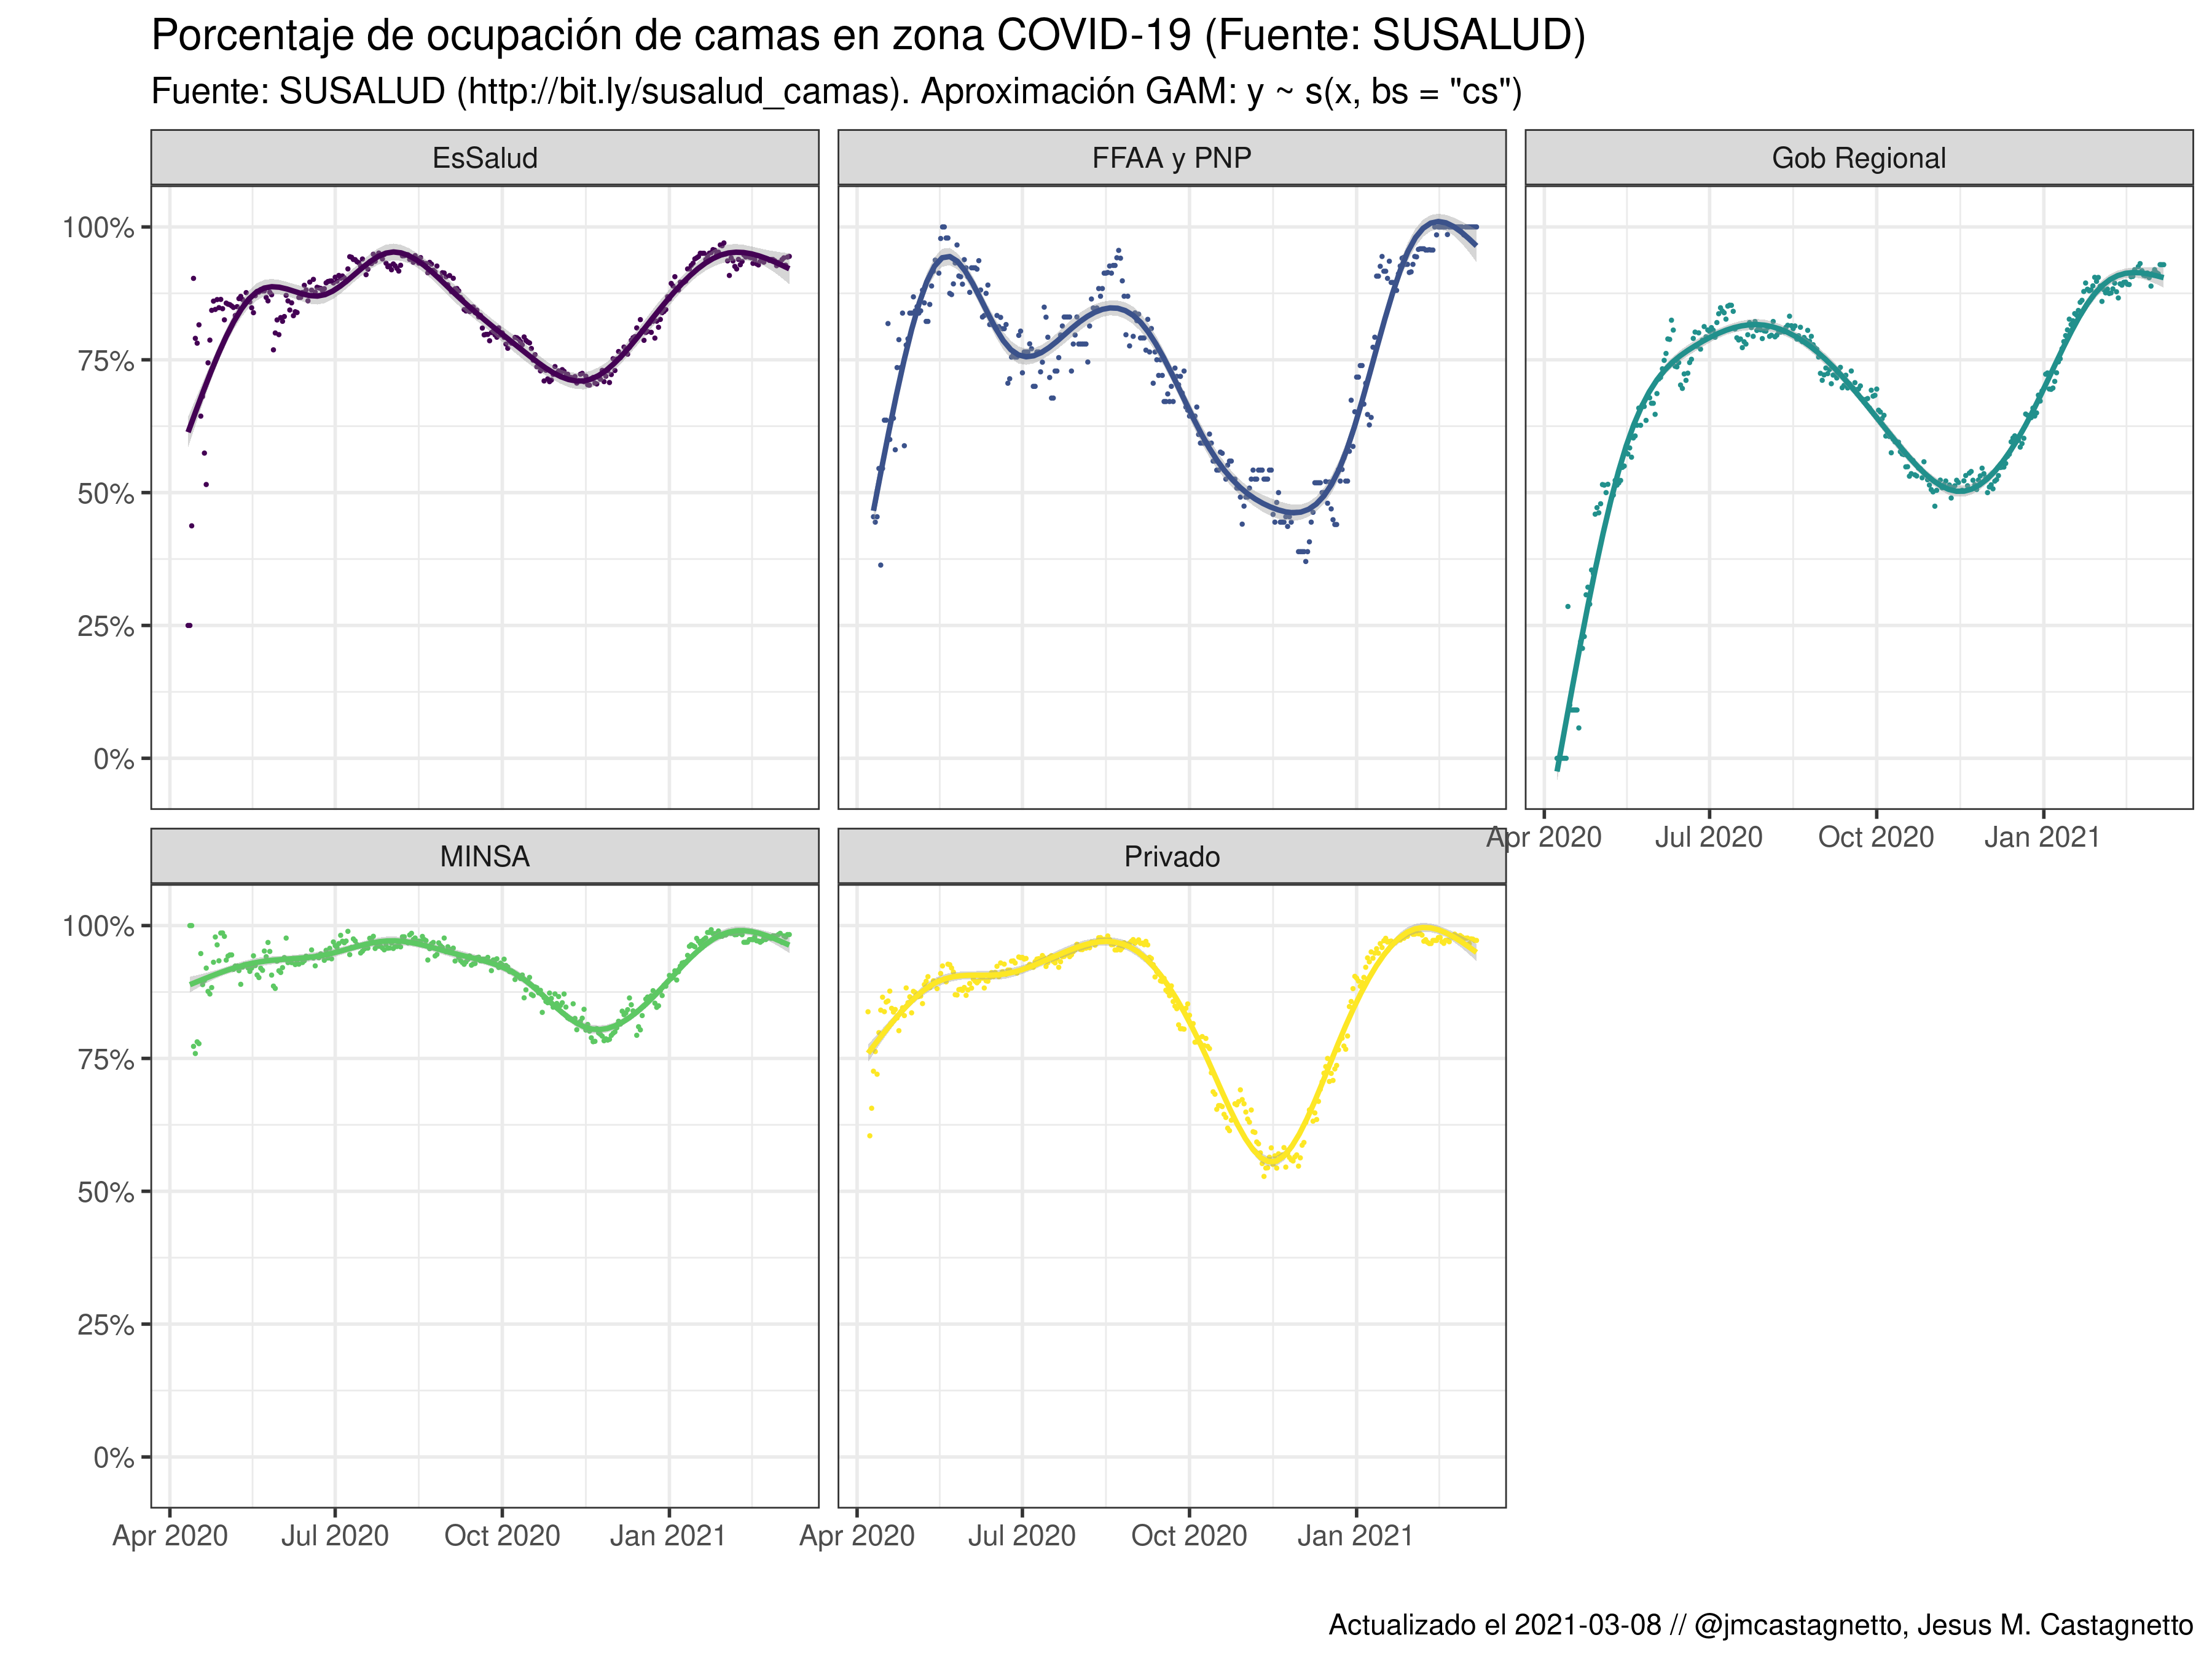 Porcentaje de ocupación de camas en zona COVID-19 (Fuente: SUSALUD)
Fuente: SUSALUD (http://bit.ly/susalud_camas). Aproximación GAM: y ~ s(x, bs = "cs")
EsSalud
FFAA y PNP
Gob Regional
100%
75%
50%
25%
0%
Apr 2020
Jul 2020
Oct 2020
Jan 2021
MINSA
Privado
100%
75%
50%
25%
0%
Apr 2020
Jul 2020
Oct 2020
Jan 2021
Apr 2020
Jul 2020
Oct 2020
Jan 2021
Actualizado el 2021-03-08 // @jmcastagnetto, Jesus M. Castagnetto